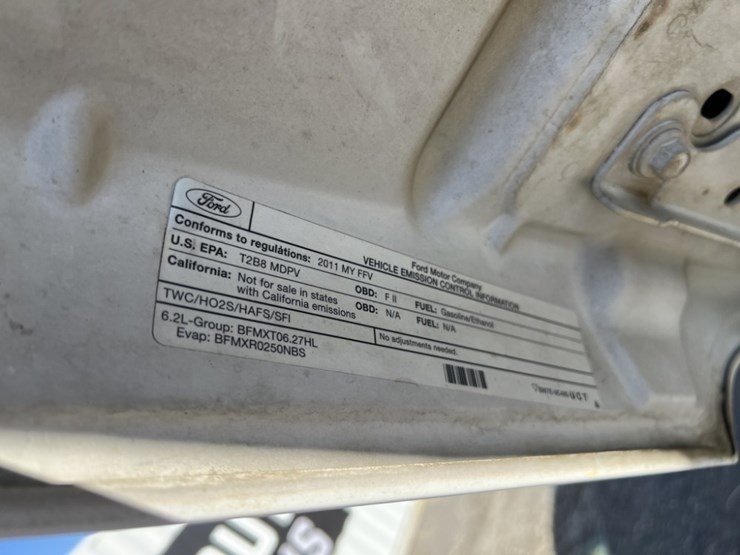 Ford
Ford Motor Company
VEHICLE EMISSION CONTROL INFORMATION
Conforms to regulations: 2011 MY FFV
U.S. EPA: T2B8 MDPV OBD: F II FUEL: Gasoline/Ethanol
California: Not for sale in states with California emissions OBD: N/A FUEL: N/A
TWC/HO2S/HAFS/SFI
No adjustments needed.
6.2L-Group: BFMXT06.27HL
Evap: BFMXR0250NBS
UGT